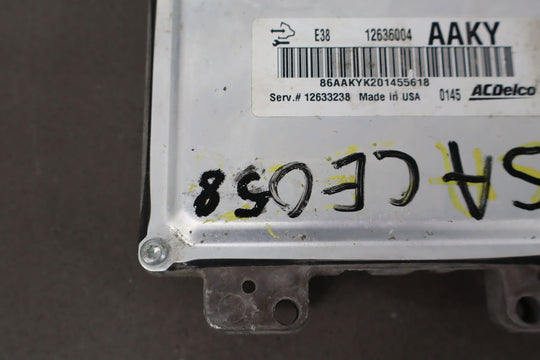 E38 12636004 AAKY
86AAKYK201455618
Serv.# 12633238 Made in USA 0145 ACDelco
SACE058